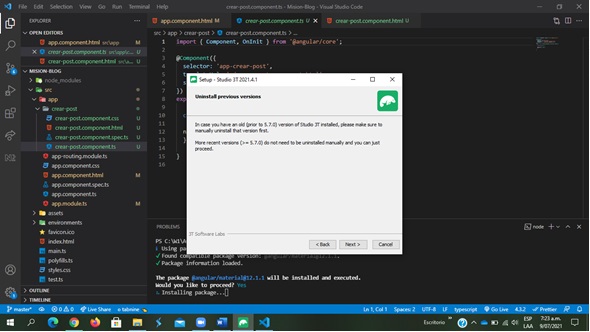 File Edit Selection View Go Run Terminal Help
crear-post.component.ts - Mision-Blog - Visual Studio Code
EXPLORER
OPEN EDITORS
app.component.html src\app M
crear-post.component.ts src\app\c... U
crear-post.component.html src\app... U
MISION-BLOG
node_modules
src
app
crear-post
crear-post.component.css U
crear-post.component.html U
crear-post.component.spec.ts U
crear-post.component.ts U
app-routing.module.ts
app.component.css
app.component.html M
app.component.spec.ts
app.component.ts
app.module.ts M
assets
environments
favicon.ico
index.html
main.ts
polyfills.ts
styles.css
test.ts
OUTLINE
TIMELINE
app.component.html M
crear-post.component.ts U
crear-post.component.html U
src > app > crear-post > crear-post.component.ts > ...
1 import { Component, OnInit } from '@angular/core';
2
3 @Component({
4 selector: 'app-crear-post',
15 }
16
Setup - Studio 3T 2021.4.1
Uninstall previous versions
In case you have an old (prior to 5.7.0) version of Studio 3T installed, please make sure to
manually uninstall that version first.
More recent versions (>= 5.7.0) do not need to be uninstalled manually and you can just
proceed.
3T Software Labs
< Back Next > Cancel
PROBLEMS
node
Found compatible package version: @angular/material@12.1.1.
Package information loaded.
The package @angular/material@12.1.1 will be installed and executed.
Would you like to proceed? Yes
Installing package...
master* 0 0 Live Share tabnine
Ln 1, Col 1 Spaces: 2 UTF-8 LF typescript Go Live 4.3.2 Prettier
Escritorio
ESP
LAA
7:23 a.m.
9/07/2021